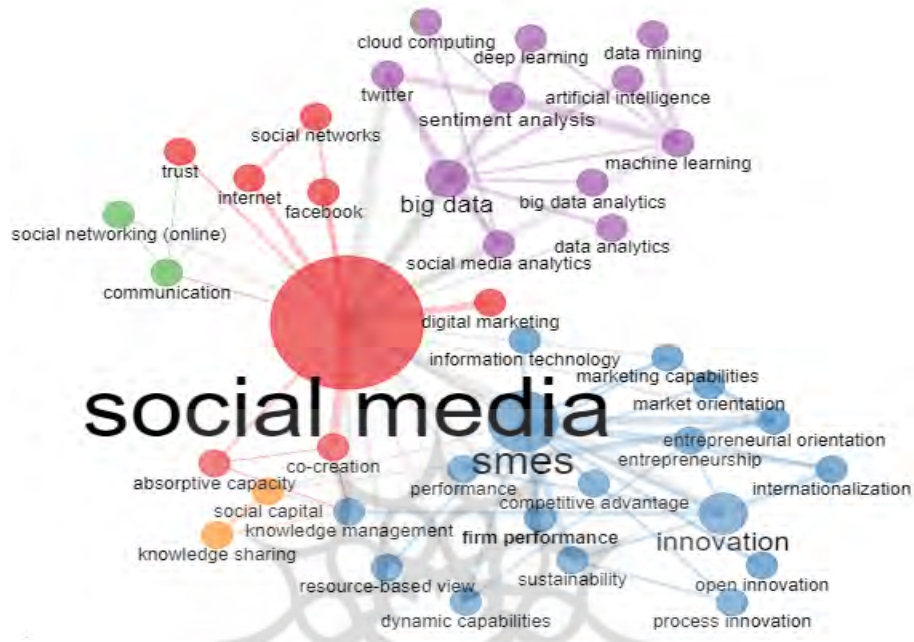 cloud computing
deep learning
data mining
twitter
artificial intelligence
sentiment analysis
social networks
machine learning
trust
internet
facebook
big data
big data analytics
social networking (online)
data analytics
social media analytics
communication
digital marketing
information technology
marketing capabilities
social media
market orientation
entrepreneurial orientation
smes
entrepreneurship
co-creation
absorptive capacity
performance
internationalization
competitive advantage
social capital
knowledge management
firm performance
innovation
knowledge sharing
resource-based view
sustainability
open innovation
dynamic capabilities
process innovation